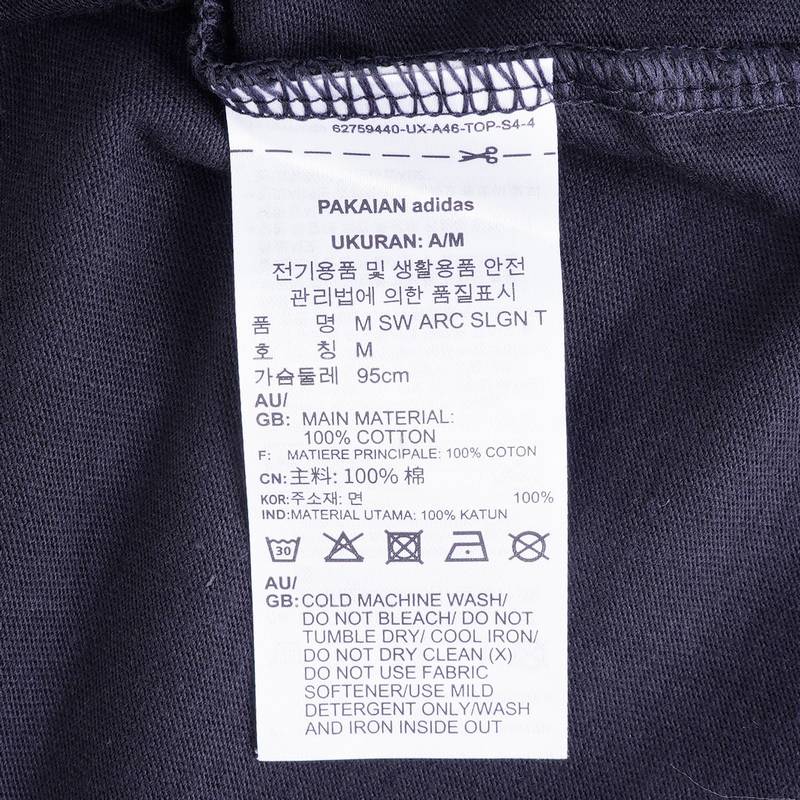 62759440-UX-A46-TOP-S4-4
PAKAIAN adidas
UKURAN: A/M
전기용품 및 생활용품 안전
관리법에 의한 품질표시
품 명 M SW ARC SLGN T
호 칭 M
가슴둘레 95cm
AU/
GB: MAIN MATERIAL:
100% COTTON
F: MATIERE PRINCIPALE: 100% COTON
CN: 主料: 100% 棉
KOR: 주소재: 면 100%
IND: MATERIAL UTAMA: 100% KATUN
30
AU/
GB: COLD MACHINE WASH/
DO NOT BLEACH/ DO NOT
TUMBLE DRY/ COOL IRON/
DO NOT DRY CLEAN (X)
DO NOT USE FABRIC
SOFTENER/USE MILD
DETERGENT ONLY/WASH
AND IRON INSIDE OUT